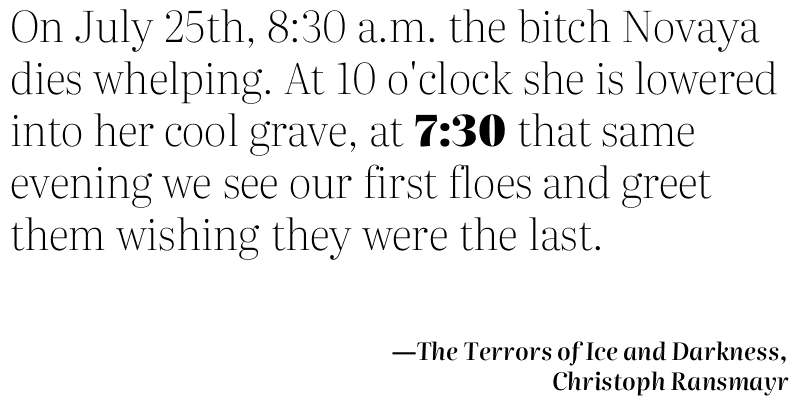 On July 25th, 8:30 a.m. the bitch Novaya
dies whelping. At 10 o'clock she is lowered
into her cool grave, at 7:30 that same
evening we see our first floes and greet
them wishing they were the last.
—The Terrors of Ice and Darkness,
Christoph Ransmayr